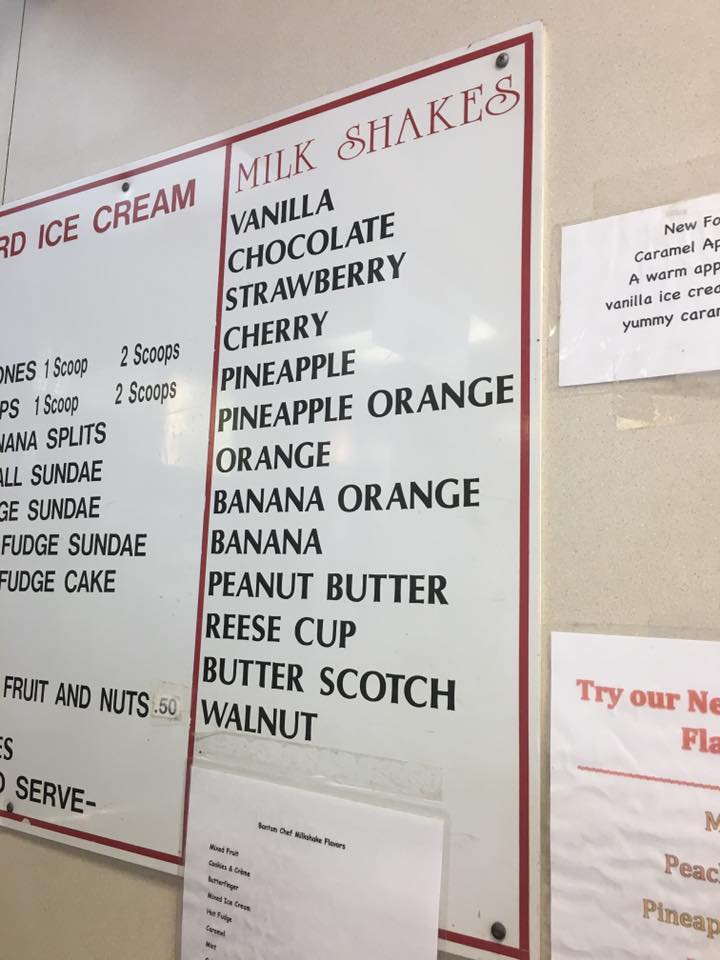 RD ICE CREAM
ONES 1 Scoop 2 Scoops
PS 1 Scoop 2 Scoops
NANA SPLITS
ALL SUNDAE
GE SUNDAE
FUDGE SUNDAE
FUDGE CAKE
FRUIT AND NUTS .50
ES
O SERVE-
MILK SHAKES
VANILLA
CHOCOLATE
STRAWBERRY
CHERRY
PINEAPPLE
PINEAPPLE ORANGE
ORANGE
BANANA ORANGE
BANANA
PEANUT BUTTER
REESE CUP
BUTTER SCOTCH
WALNUT
Bantam Chef Milkshake Flavors
Mixed Fruit
Cookies & Crème
Butterfinger
Mixed Ice Cream
Hot Fudge
Caramel
Mint
New Fa
Caramel Ap
A warm app
vanilla ice crea
yummy caram
Try our Ne
Fla
M
Peac
Pineap